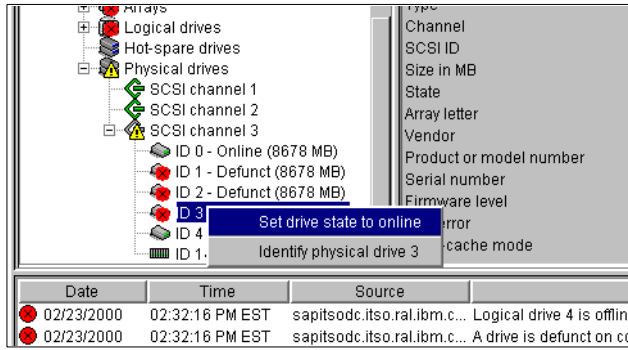 Arrays
Logical drives
Hot-spare drives
Physical drives
SCSI channel 1
SCSI channel 2
SCSI channel 3
ID 0 - Online (8678 MB)
ID 1 - Defunct (8678 MB)
ID 2 - Defunct (8678 MB)
ID 3
ID 4
ID 1
Set drive state to online
Identify physical drive 3
Type
Channel
SCSI ID
Size in MB
State
Array letter
Vendor
Product or model number
Serial number
Firmware level
error
cache mode
Date Time Source
02/23/2000 02:32:16 PM EST sapitsodc.itso.ral.ibm.c... Logical drive 4 is offlin
02/23/2000 02:32:16 PM EST sapitsodc.itso.ral.ibm.c... A drive is defunct on co